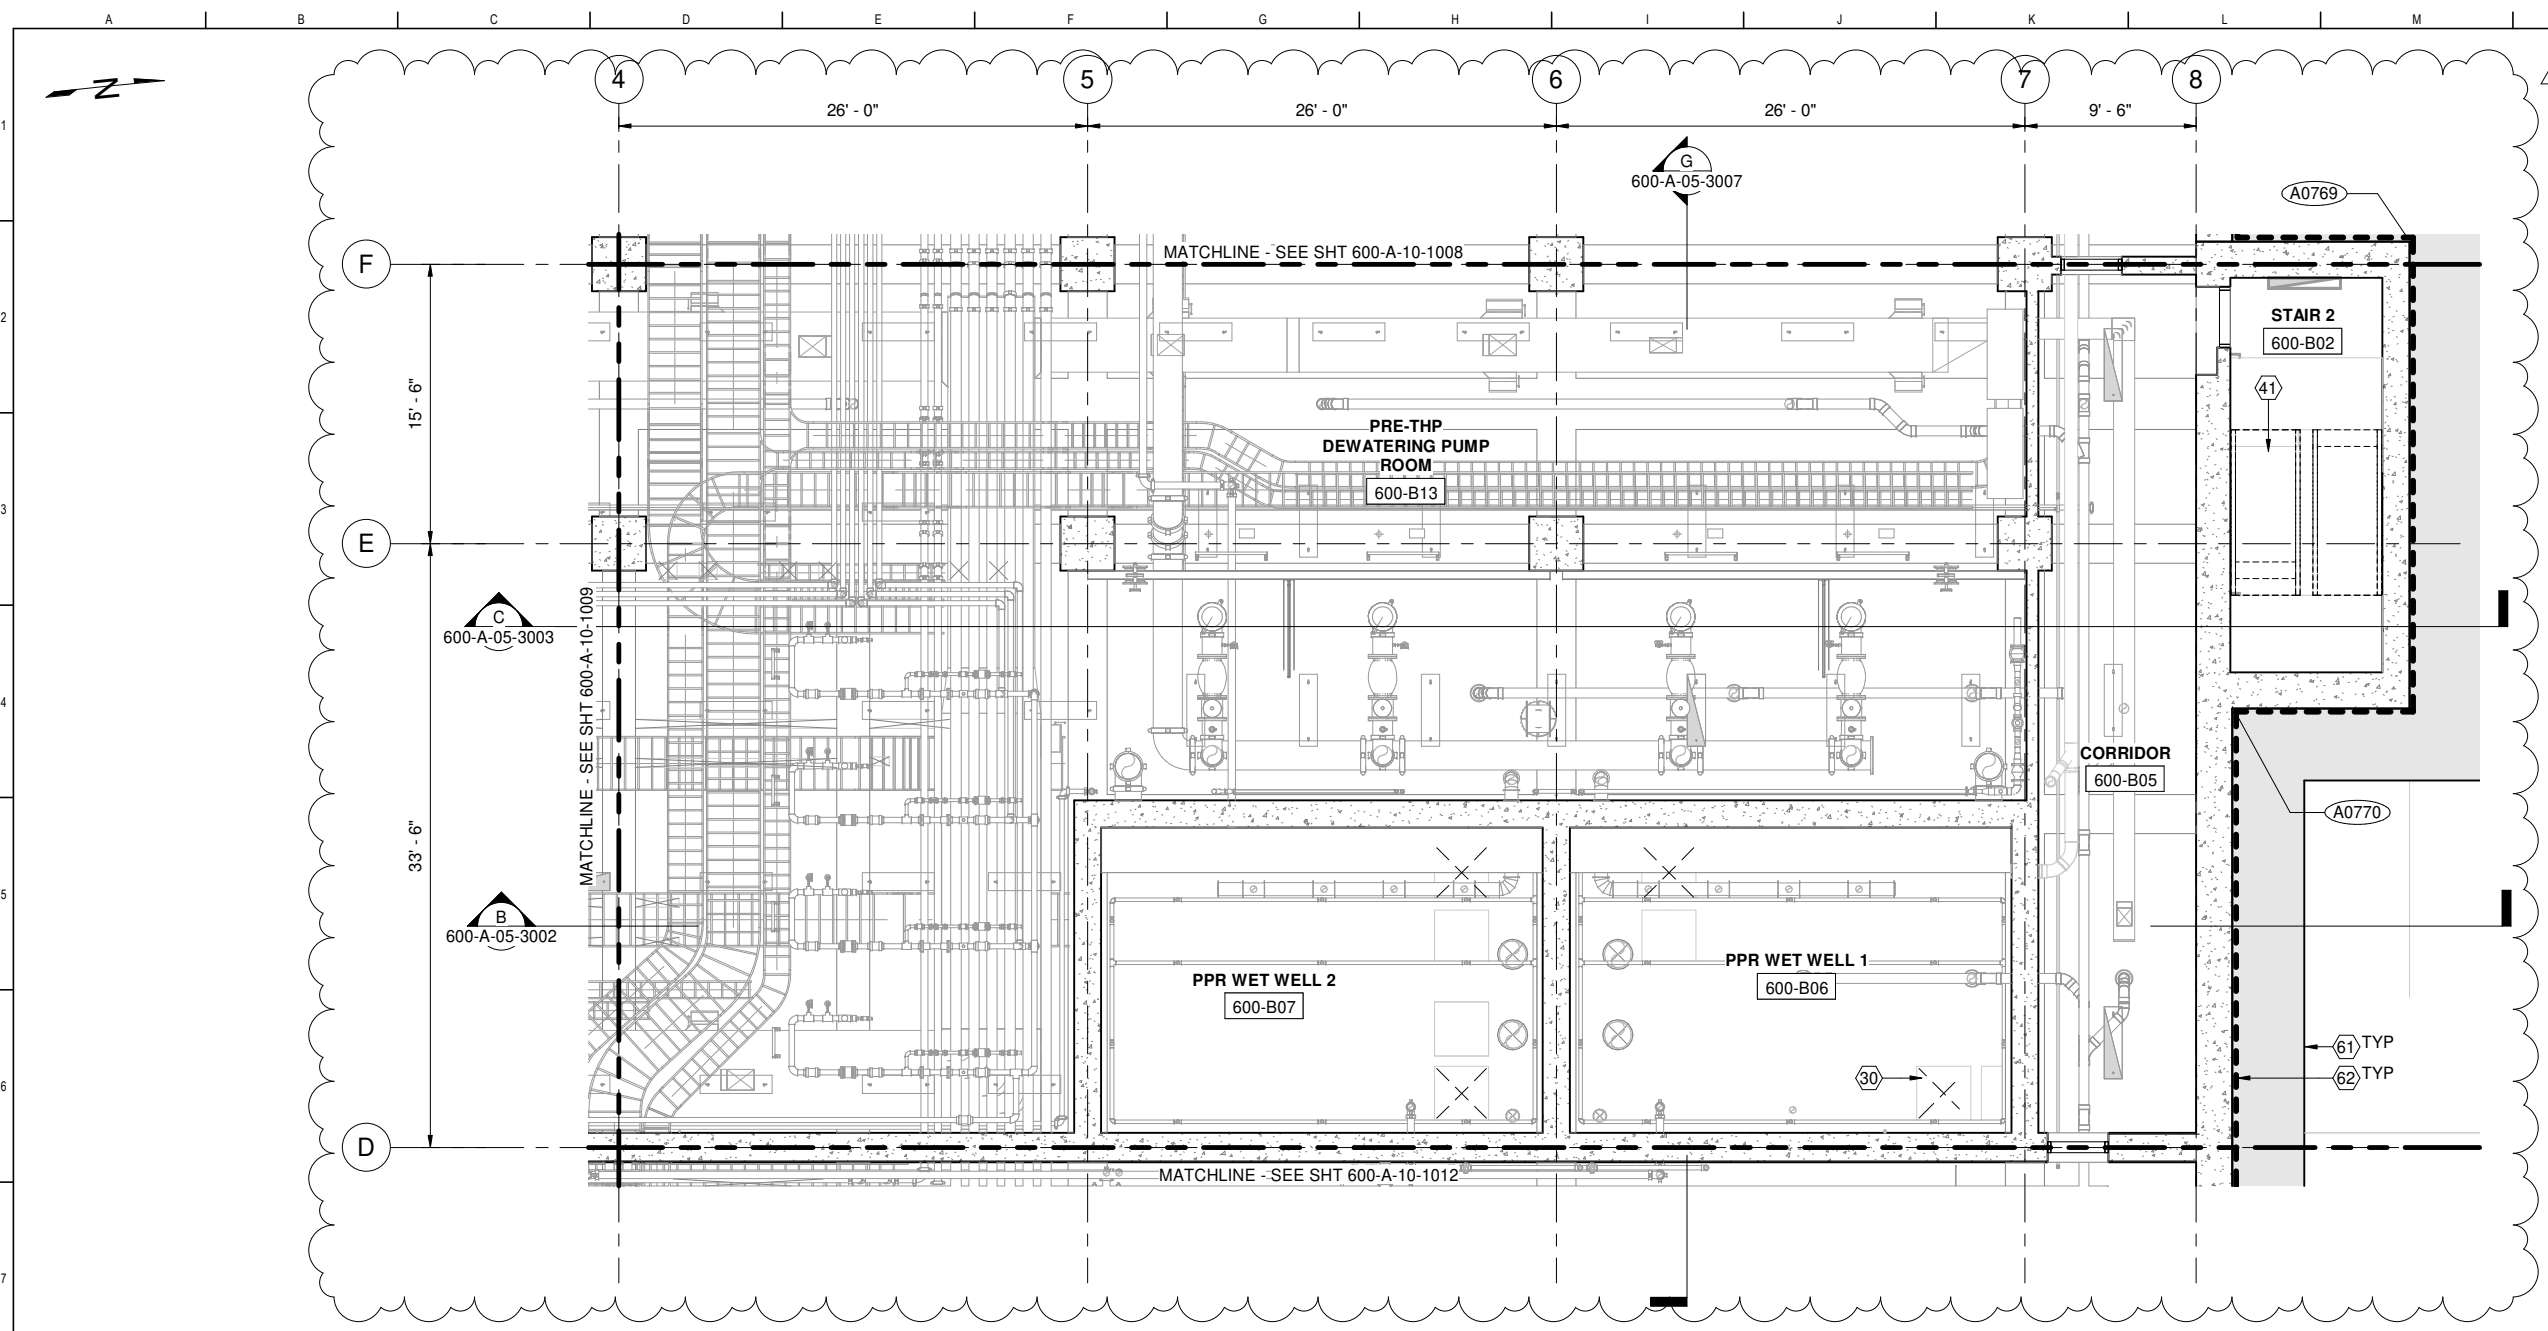 A B C D E F G H I J K L M
N
4 5 6 7 8
26' - 0" 26' - 0" 26' - 0" 9' - 6"
1
G
600-A-05-3007
A0769
F
MATCHLINE - SEE SHT 600-A-10-1008
2
STAIR 2
600-B02
41
15' - 6"
PRE-THP
DEWATERING PUMP
ROOM
600-B13
3
E
C
600-A-05-3003
MATCHLINE - SEE SHT 600-A-10-1009
4
CORRIDOR
600-B05
A0770
33' - 6"
5
B
600-A-05-3002
PPR WET WELL 2
600-B07
PPR WET WELL 1
600-B06
61 TYP
62 TYP
30
6
D
MATCHLINE - SEE SHT 600-A-10-1012
7